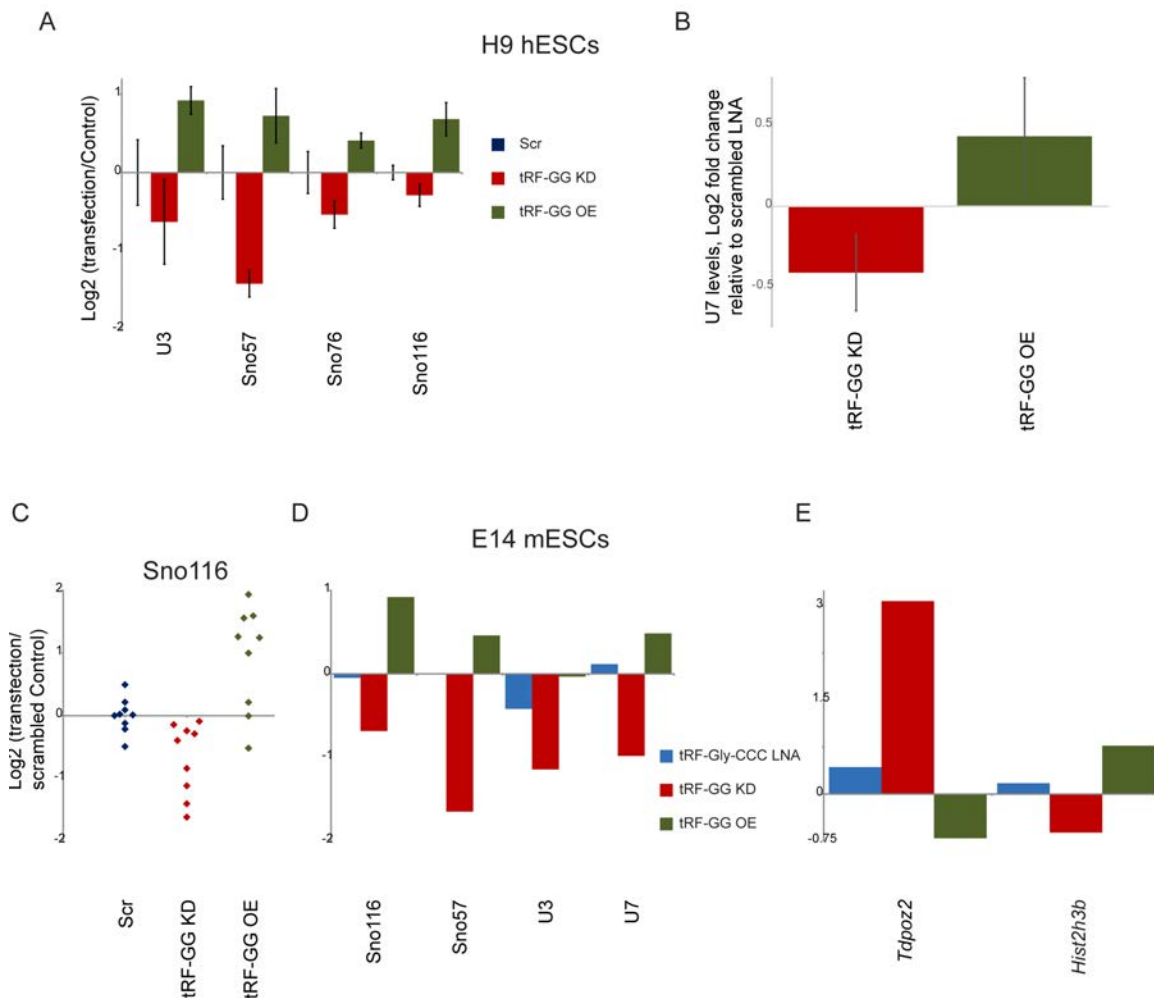 A
H9 hESCs
B
Log2 (transfection/Control)
1
0
-1
-2
U3
Sno57
Sno76
Sno116
Scr
tRF-GG KD
tRF-GG OE
U7 levels, Log2 fold change
relative to scrambled LNA
0.5
0
-0.5
tRF-GG KD
tRF-GG OE
C
D
E14 mESCs
E
Sno116
Log2 (transfection/
scrambled Control)
2
1
0
-1
-2
Scr
tRF-GG KD
tRF-GG OE
1
0
-1
-2
Sno116
Sno57
U3
U7
tRF-Gly-CCC LNA
tRF-GG KD
tRF-GG OE
3
1.5
0
-0.75
Tdpoz2
Hist2h3b